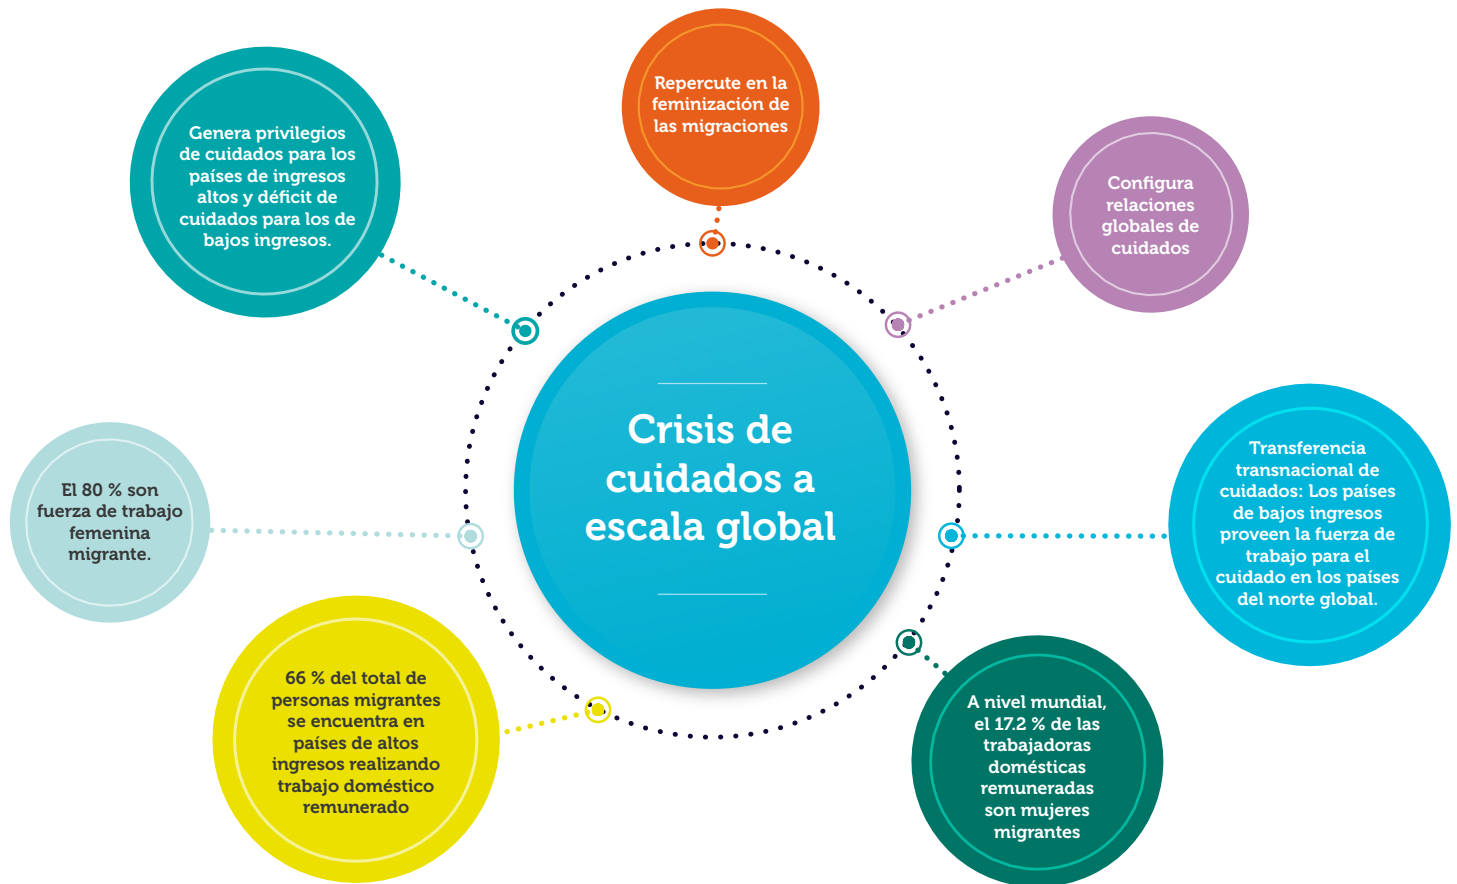 Crisis de
cuidados a
escala global
Repercute en la
feminización de
las migraciones
Configura
relaciones
globales de
cuidados
Transferencia
transnacional de
cuidados: Los países
de bajos ingresos
proveen la fuerza de
trabajo para el
cuidado en los países
del norte global.
A nivel mundial,
el 17.2 % de las
trabajadoras
domésticas
remuneradas
son mujeres
migrantes
66 % del total de
personas migrantes
se encuentra en
países de altos
ingresos realizando
trabajo doméstico
remunerado
El 80 % son
fuerza de trabajo
femenina
migrante.
Genera privilegios
de cuidados para los
países de ingresos
altos y déficit de
cuidados para los de
bajos ingresos.